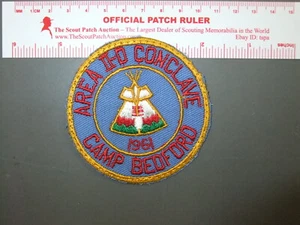 OFFICIAL PATCH RULER
The Scout Patch Auction – The Largest Dealer of Scouting Memorabilia in the World
www.TheScoutPatchAuction.com
Ebay ID: tspa
AREA II-D CONCLAVE
1961
CAMP BEDFORD